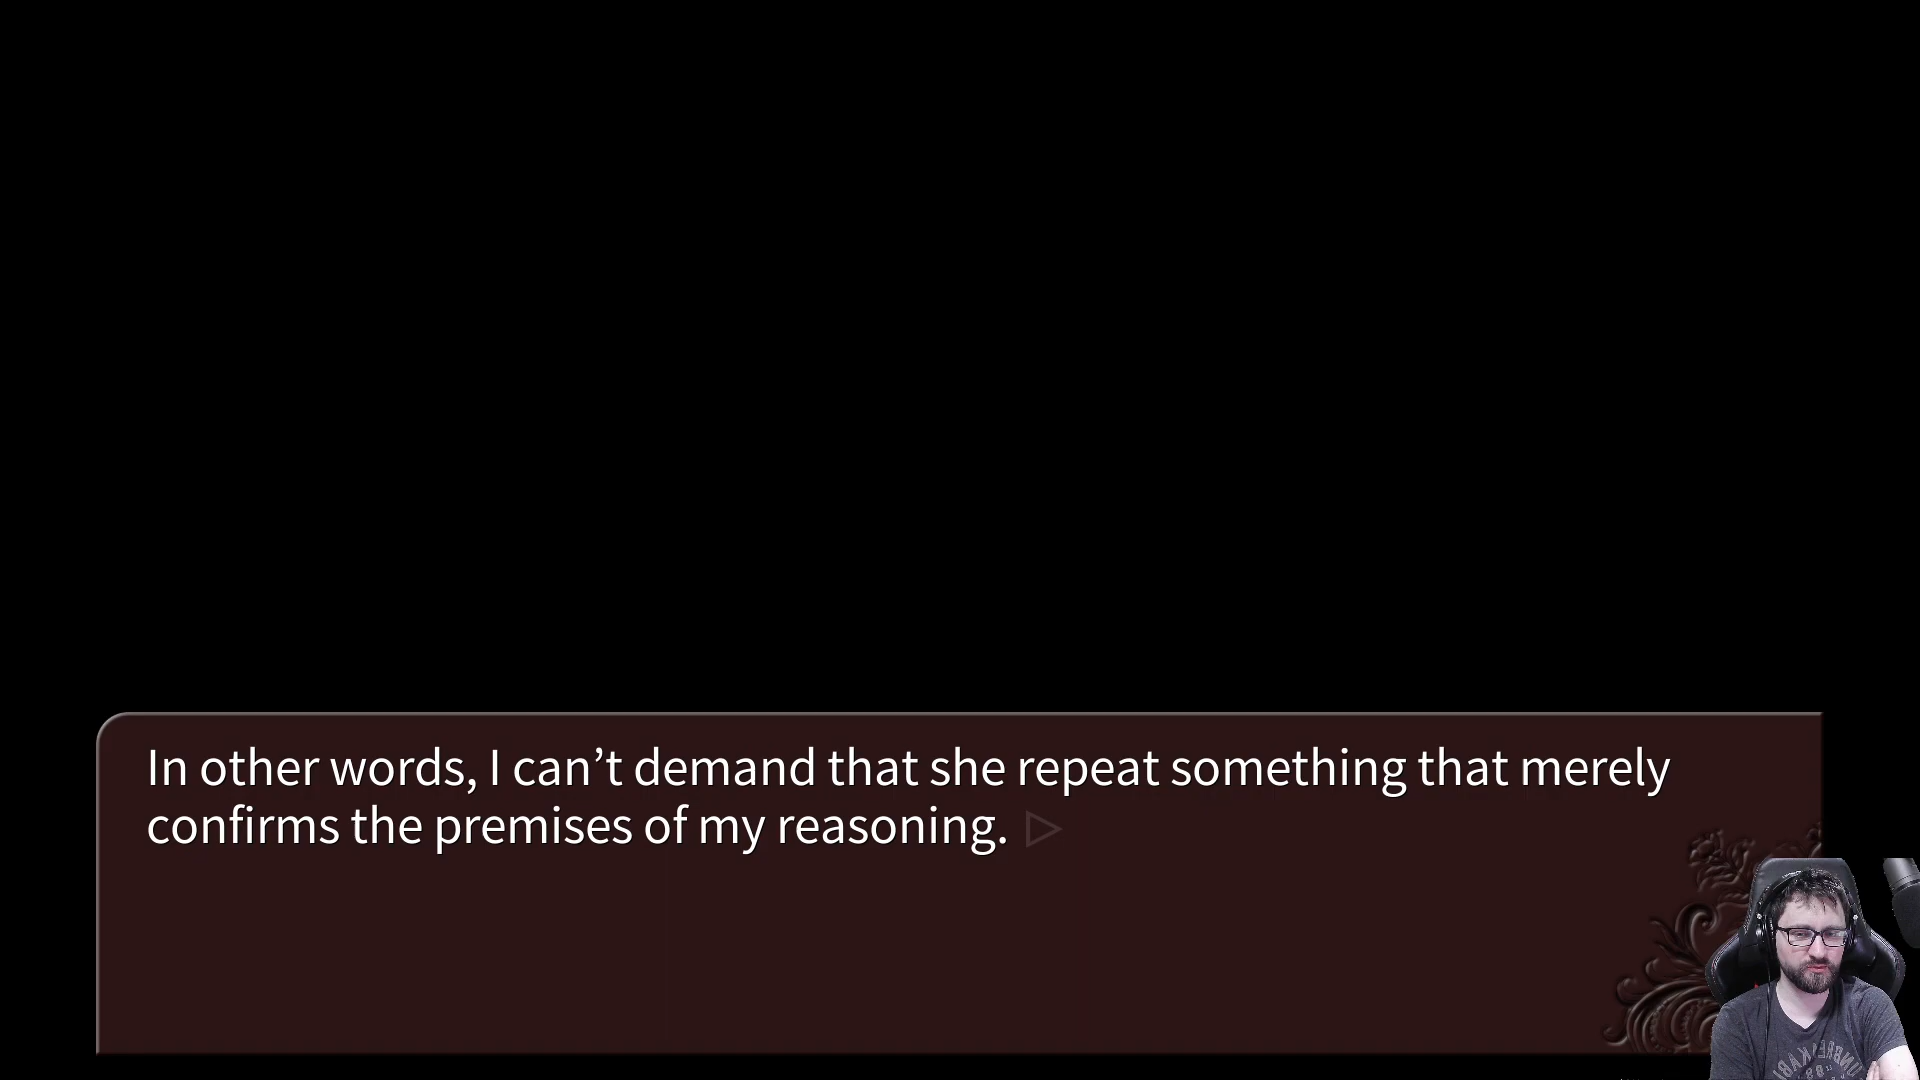 In other words, I can’t demand that she repeat something that merely
confirms the premises of my reasoning.